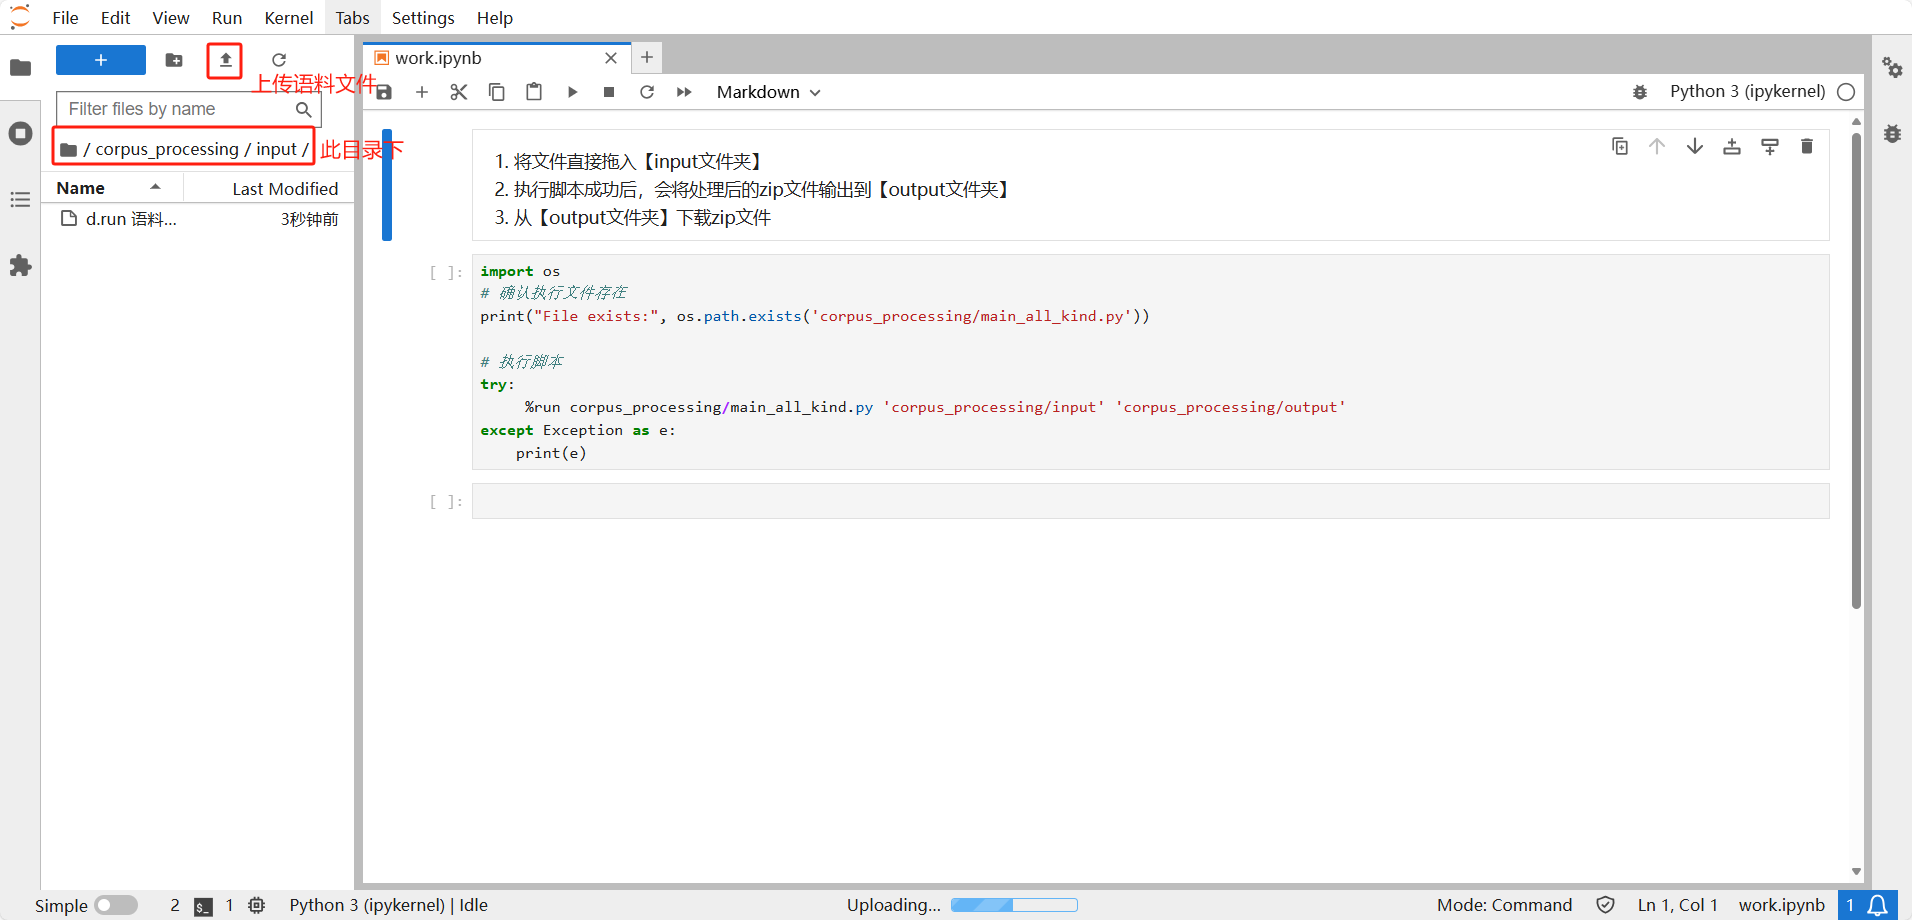 File Edit View Run Kernel Tabs Settings Help
上传语料文件
Filter files by name
/ corpus_processing / input /
此目录下
Name Last Modified
d.run 语料... 3秒钟前
work.ipynb
Markdown
Python 3 (ipykernel)
1. 将文件直接拖入【input文件夹】
2. 执行脚本成功后，会将处理后的zip文件输出到【output文件夹】
3. 从【output文件夹】下载zip文件
[ ]:
import os
# 确认执行文件存在
print("File exists:", os.path.exists('corpus_processing/main_all_kind.py'))
# 执行脚本
try:
%run corpus_processing/main_all_kind.py 'corpus_processing/input' 'corpus_processing/output'
except Exception as e:
print(e)
[ ]:
Simple 2 $_ 1 Python 3 (ipykernel) | Idle Uploading... Mode: Command Ln 1, Col 1 work.ipynb 1